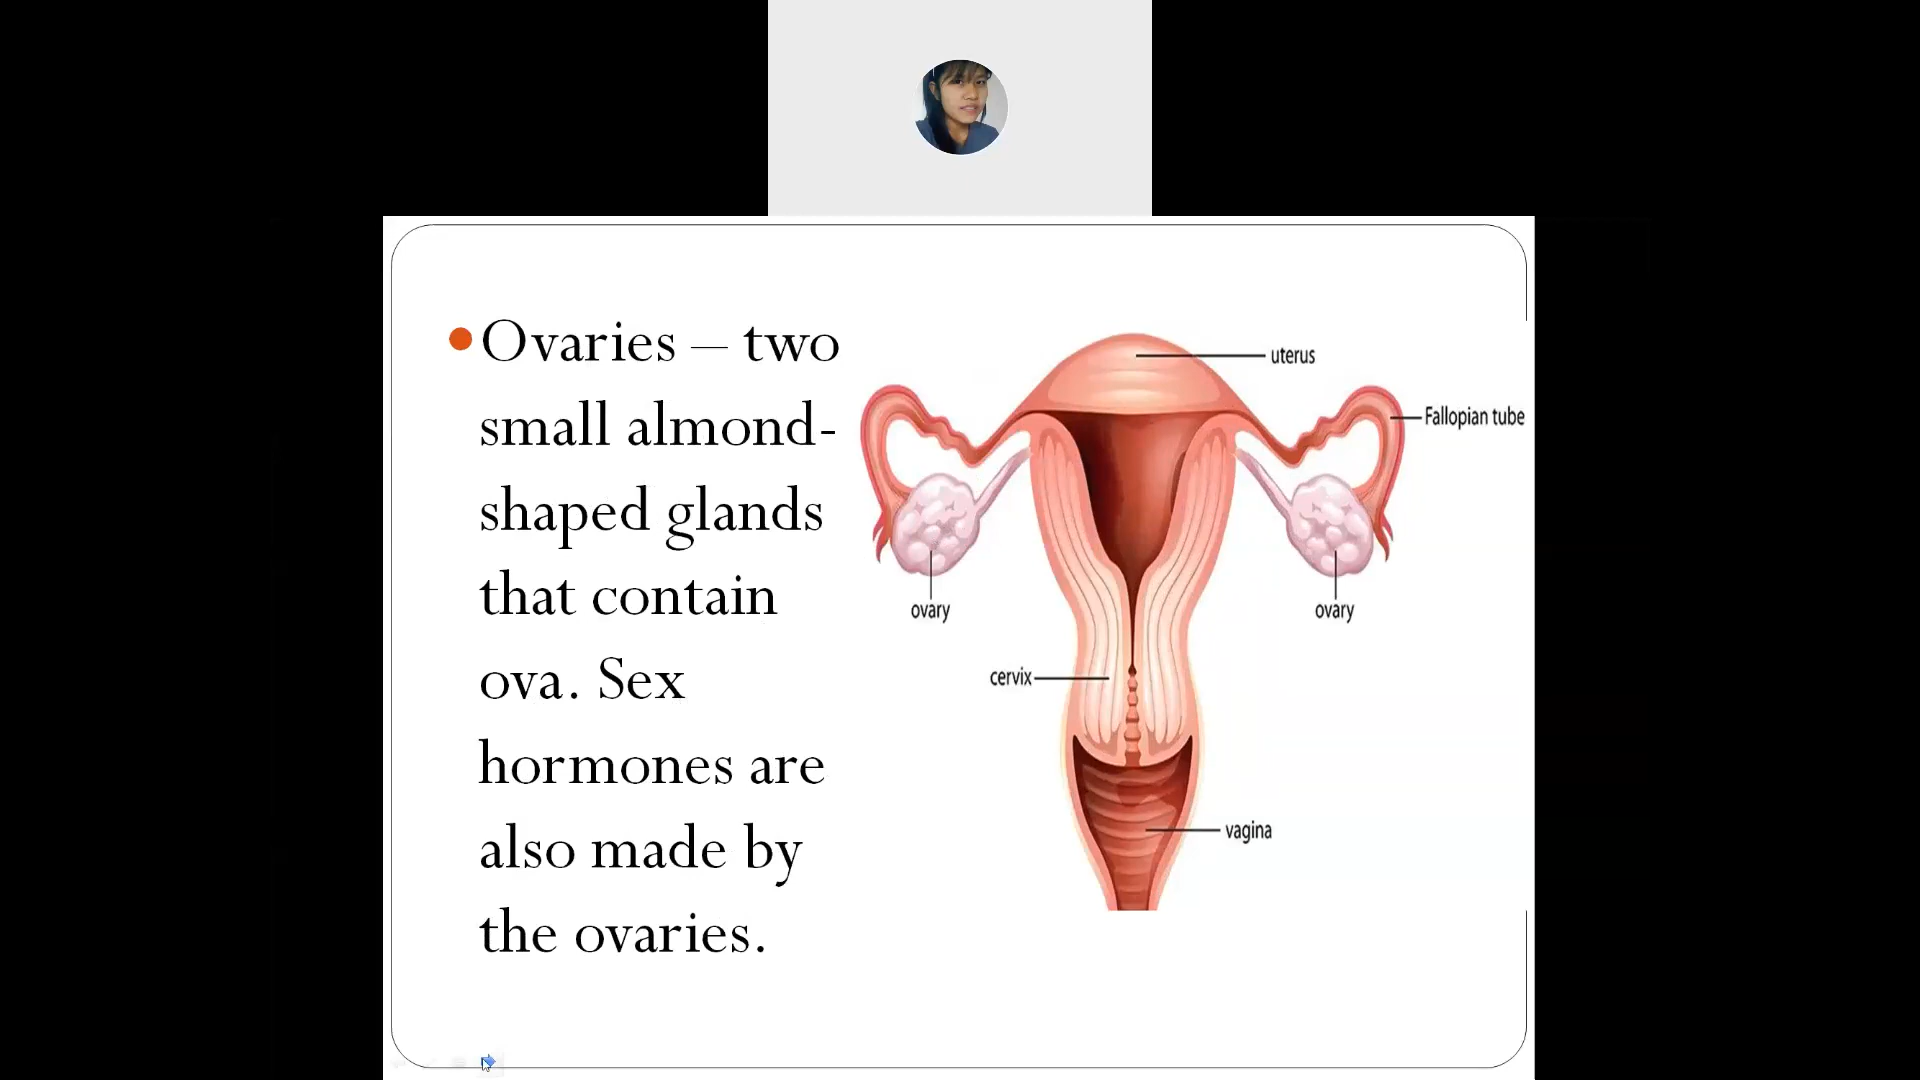 •Ovaries – two
small almond-
shaped glands
that contain
ova. Sex
hormones are
also made by
the ovaries.
uterus
Fallopian tube
ovary
ovary
cervix
vagina